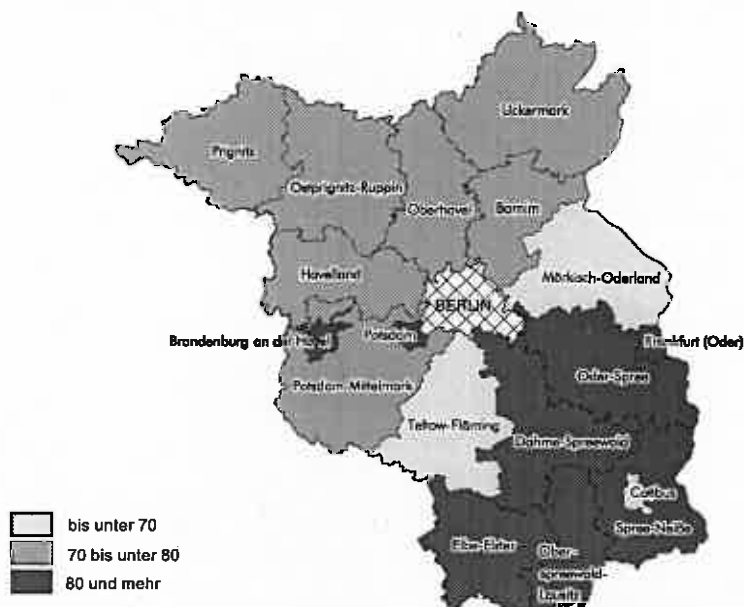 Uckermark
Prignitz
Ostprignitz-Ruppin
Oberhavel
Barnim
Havelland
Märkisch-Oderland
BERLIN
Brandenburg an der Havel
Potsdam
Frankfurt (Oder)
Potsdam-Mittelmark
Oder-Spree
Teltow-Fläming
Dahme-Spreewald
Cottbus
Spree-Neiße
Elbe-Elster
Ober-
spreewald-
Lausitz
bis unter 70
70 bis unter 80
80 und mehr